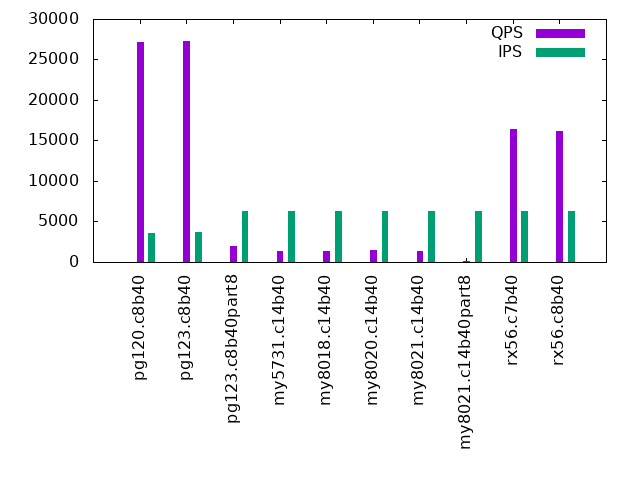 30000
25000
20000
15000
10000
5000
0
QPS
IPS
pg120.c8b40
pg123.c8b40
pg123.c8b40part8
my5731.c14b40
my8018.c14b40
my8020.c14b40
my8021.c14b40
my8021.c14b40part8
rx56.c7b40
rx56.c8b40